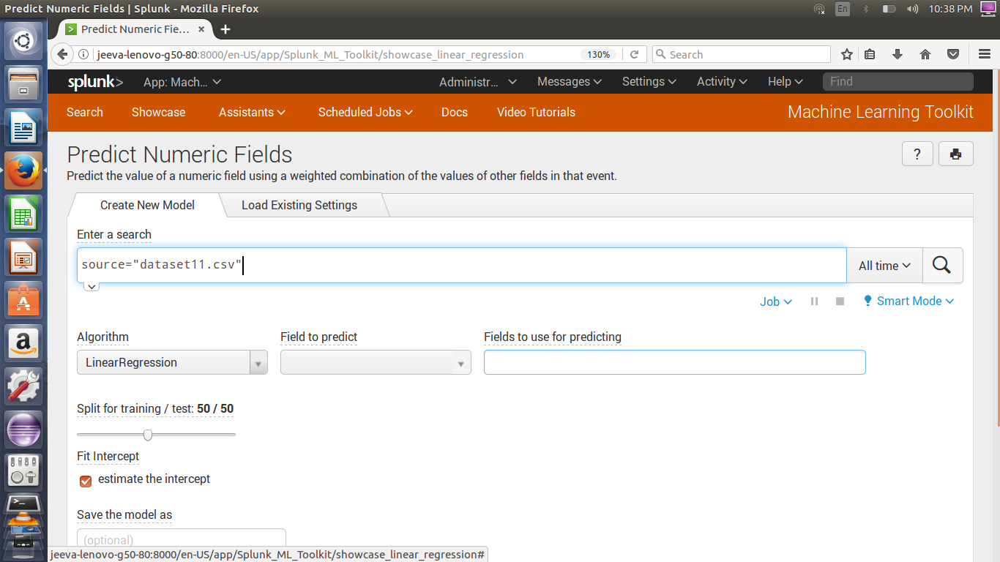 Predict Numeric Fields | Splunk - Mozilla Firefox
En
10:38 PM
Predict Numeric Fie...
jeeva-lenovo-g50-80:8000/en-US/app/Splunk_ML_Toolkit/showcase_linear_regression
130%
Search
splunk>
App: Mach...
Administr...
Messages
Settings
Activity
Help
Find
Search
Showcase
Assistants
Scheduled Jobs
Docs
Video Tutorials
Machine Learning Toolkit
Predict Numeric Fields
?
Predict the value of a numeric field using a weighted combination of the values of other fields in that event.
Create New Model
Load Existing Settings
Enter a search
source="dataset11.csv"
All time
Job
Smart Mode
Algorithm
Field to predict
Fields to use for predicting
LinearRegression
Split for training / test: 50 / 50
Fit Intercept
estimate the intercept
Save the model as
(optional)
jeeva-lenovo-g50-80:8000/en-US/app/Splunk_ML_Toolkit/showcase_linear_regression#